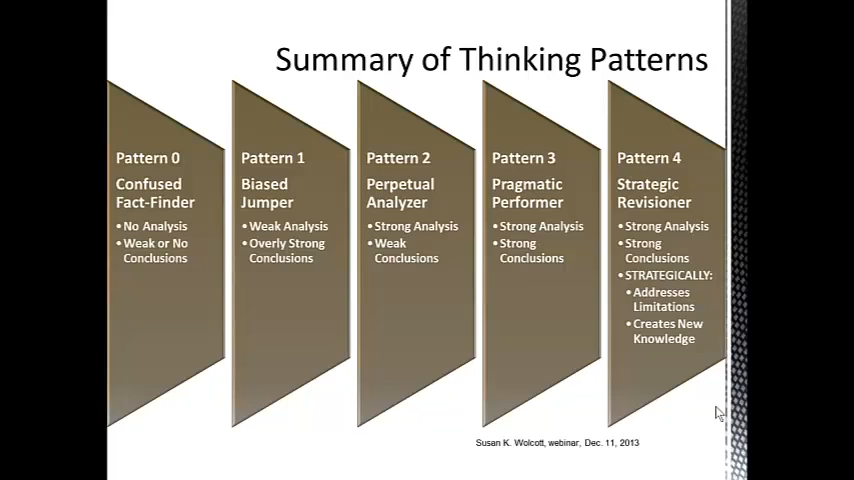 Summary of Thinking Patterns
Pattern 0
Confused
Fact-Finder
• No Analysis
• Weak or No
Conclusions
Pattern 1
Biased
Jumper
• Weak Analysis
• Overly Strong
Conclusions
Pattern 2
Perpetual
Analyzer
• Strong Analysis
• Weak
Conclusions
Pattern 3
Pragmatic
Performer
• Strong Analysis
• Strong
Conclusions
Pattern 4
Strategic
Revisioner
• Strong Analysis
• Strong
Conclusions
• STRATEGICALLY:
• Addresses
Limitations
• Creates New
Knowledge
Susan K. Wolcott, webinar, Dec. 11, 2013